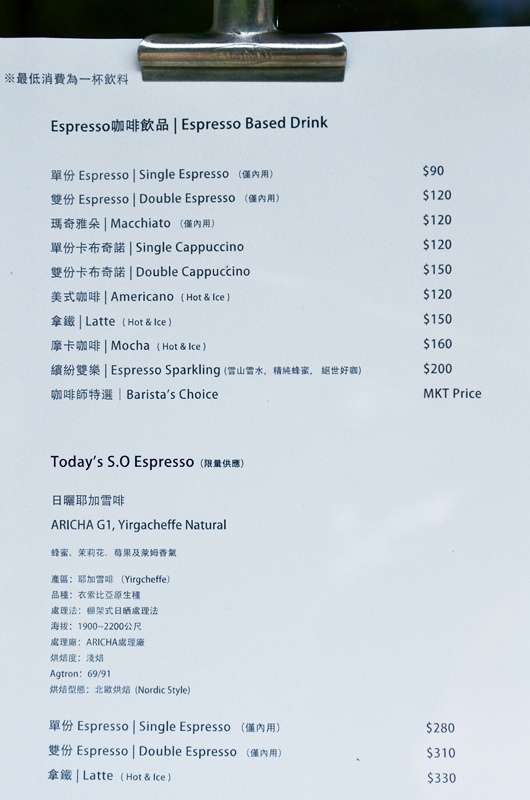 ※最低消費為一杯飲料
Espresso咖啡飲品 | Espresso Based Drink
單份 Espresso | Single Espresso （僅內用） $90
雙份 Espresso | Double Espresso （僅內用） $120
瑪奇雅朵 | Macchiato （僅內用） $120
單份卡布奇諾 | Single Cappuccino $120
雙份卡布奇諾 | Double Cappuccino $150
美式咖啡 | Americano ( Hot & Ice ) $120
拿鐵 | Latte ( Hot & Ice ) $150
摩卡咖啡 | Mocha ( Hot & Ice ) $160
繽紛雙樂 | Espresso Sparkling (雪山雪水, 精純蜂蜜, 絕世好咖) $200
咖啡師特選 | Barista's Choice MKT Price
Today's S.O Espresso （限量供應）
日曬耶加雪啡
ARICHA G1, Yirgacheffe Natural
蜂蜜、茉莉花、莓果及萊姆香氣
產區：耶加雪啡 （Yirgcheffe）
品種：衣索比亞原生種
處理法：棚架式日晒處理法
海拔：1900~2200公尺
處理廠：ARICHA處理廠
烘焙度：淺焙
Agtron：69/91
烘焙型態：北歐烘焙 (Nordic Style)
單份 Espresso | Single Espresso （僅內用） $280
雙份 Espresso | Double Espresso （僅內用） $310
拿鐵 | Latte ( Hot & Ice ) $330